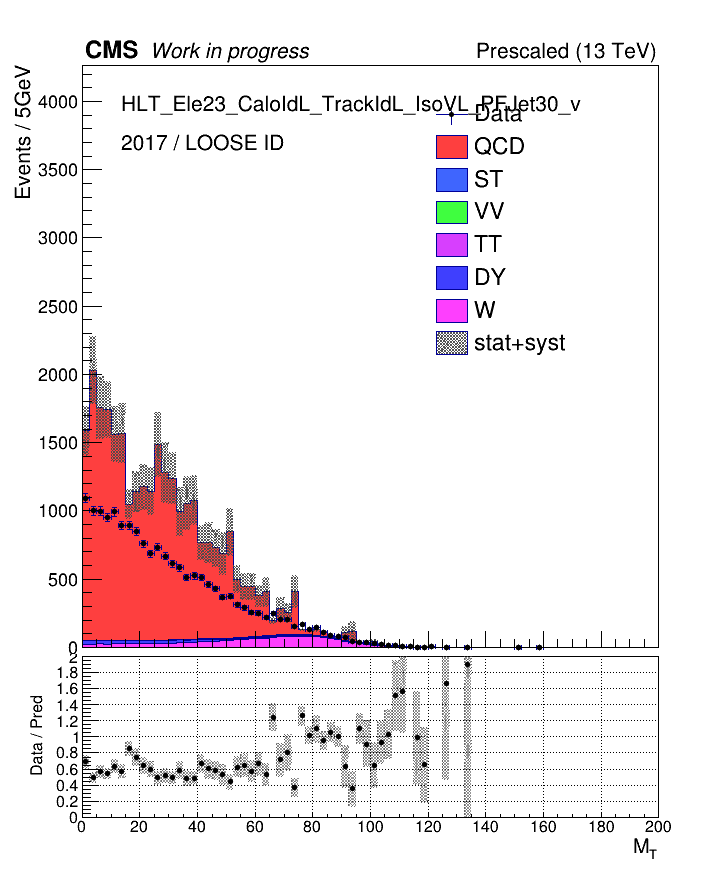 CMS Work in progress Prescaled (13 TeV)
Events / 5GeV
HLT_Ele23_CaloIdL_TrackIdL_IsoVL_PFJet30_v
2017 / LOOSE ID
Data
QCD
ST
VV
TT
DY
W
stat+syst
4000
3500
3000
2500
2000
1500
1000
500
0
Data / Pred
2
1.8
1.6
1.4
1.2
1
0.8
0.6
0.4
0.2
0
0 20 40 60 80 100 120 140 160 180 200
M_T